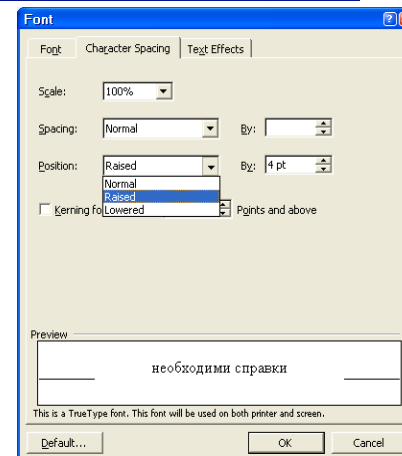 Font
Font Character Spacing Text Effects
Scale: 100%
Spacing: Normal By:
Position: Raised By: 4 pt
Normal
Raised
Kerning fo Lowered Points and above
Preview
необходими справки
This is a TrueType font. This font will be used on both printer and screen.
Default... OK Cancel